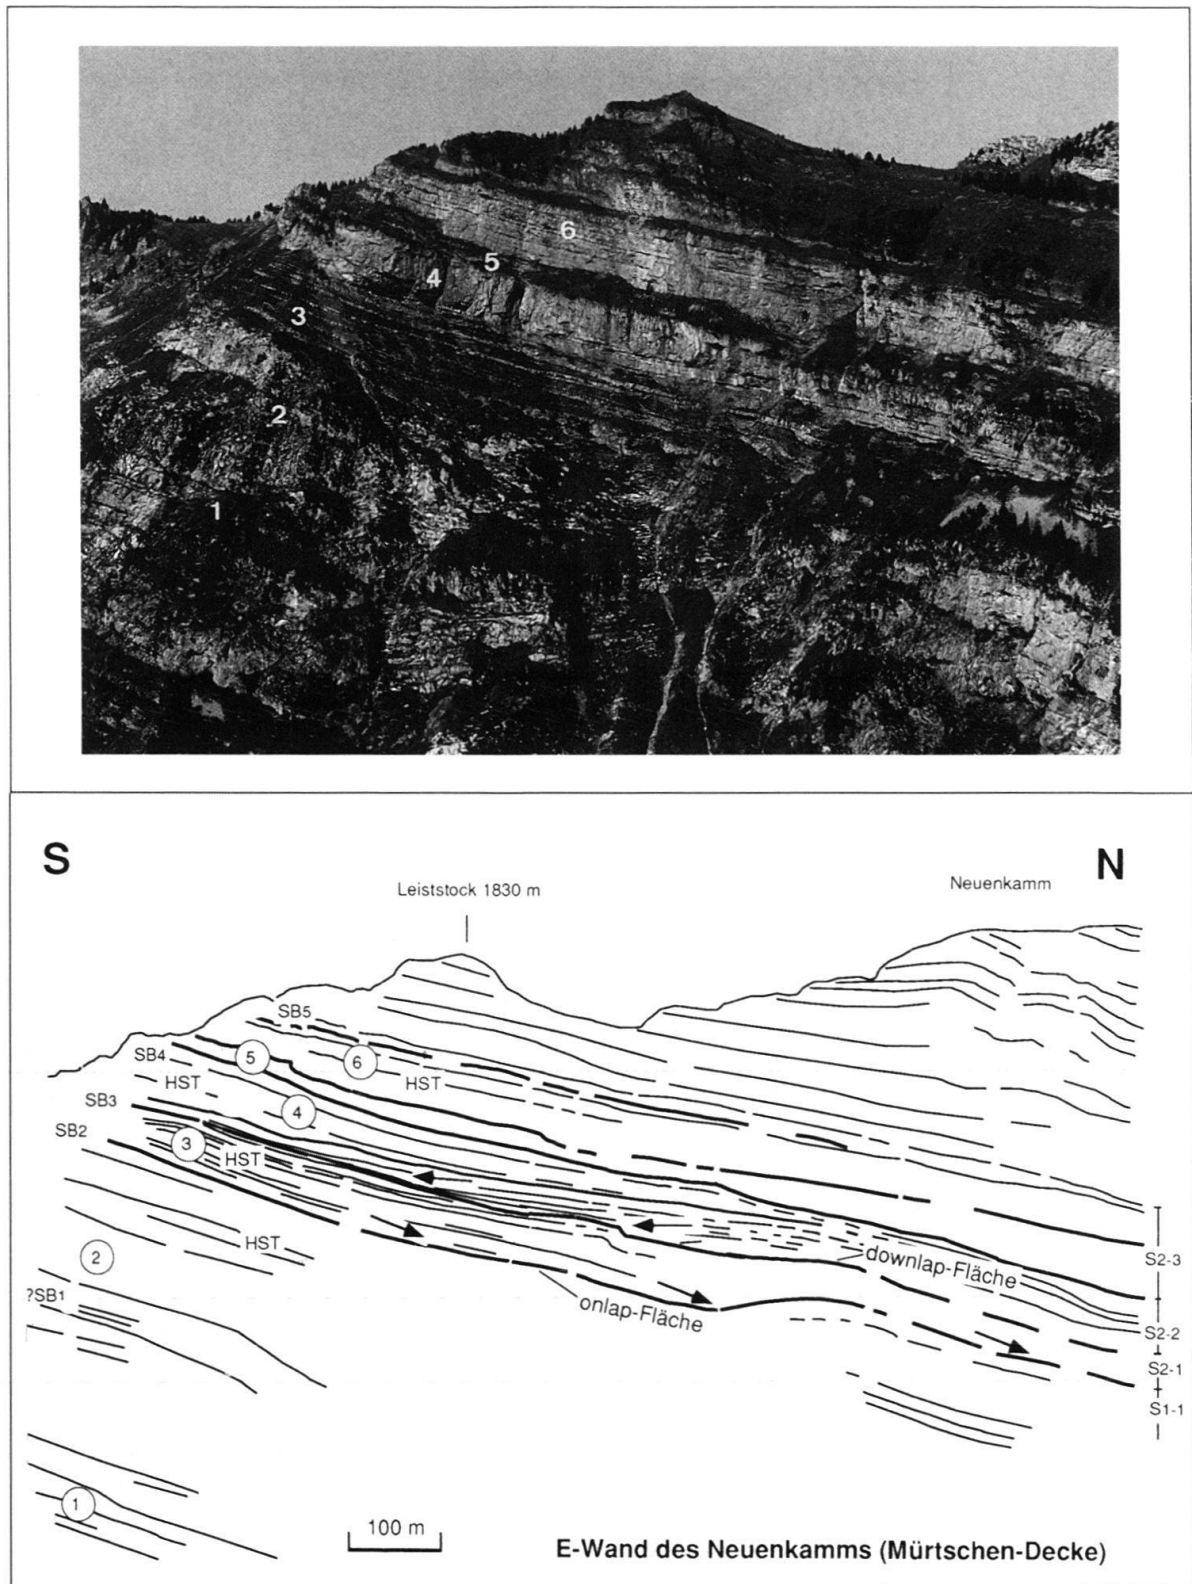 6
5
4
3
2
1
S
N
Leiststock 1830 m
Neuenkamm
SB5
SB4
5
6
HST
HST
SB3
4
SB2
3
HST
HST
2
downlap-Fläche
S2-3
?SB1
onlap-Fläche
S2-2
S2-1
S1-1
1
100 m
E-Wand des Neuenkamms (Mürtschen-Decke)